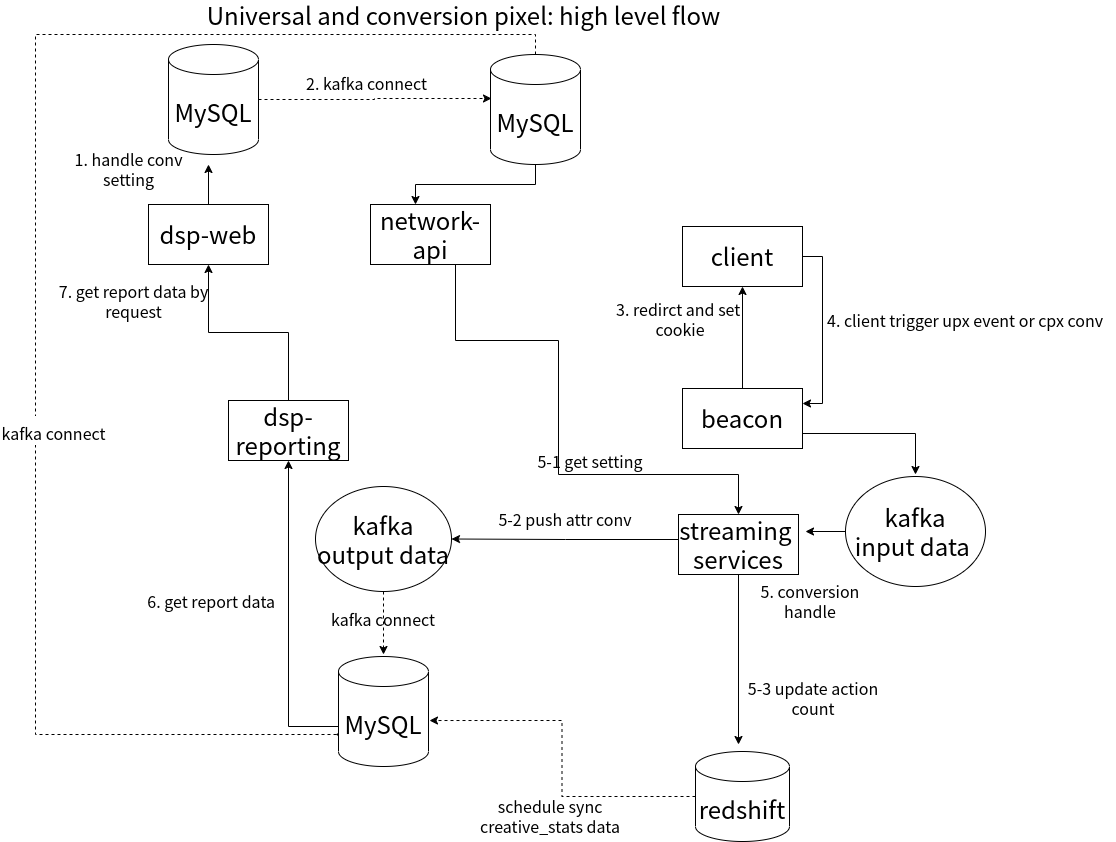 Universal and conversion pixel: high level flow
MySQL
2. kafka connect
MySQL
1. handle conv
setting
dsp-web
network-
api
client
7. get report data by
request
3. redirct and set
cookie
4. client trigger upx event or cpx conv
beacon
dsp-
reporting
kafka connect
5-1 get setting
kafka
output data
5-2 push attr conv
streaming
services
kafka
input data
5. conversion
handle
6. get report data
kafka connect
5-3 update action
count
MySQL
redshift
schedule sync
creative_stats data